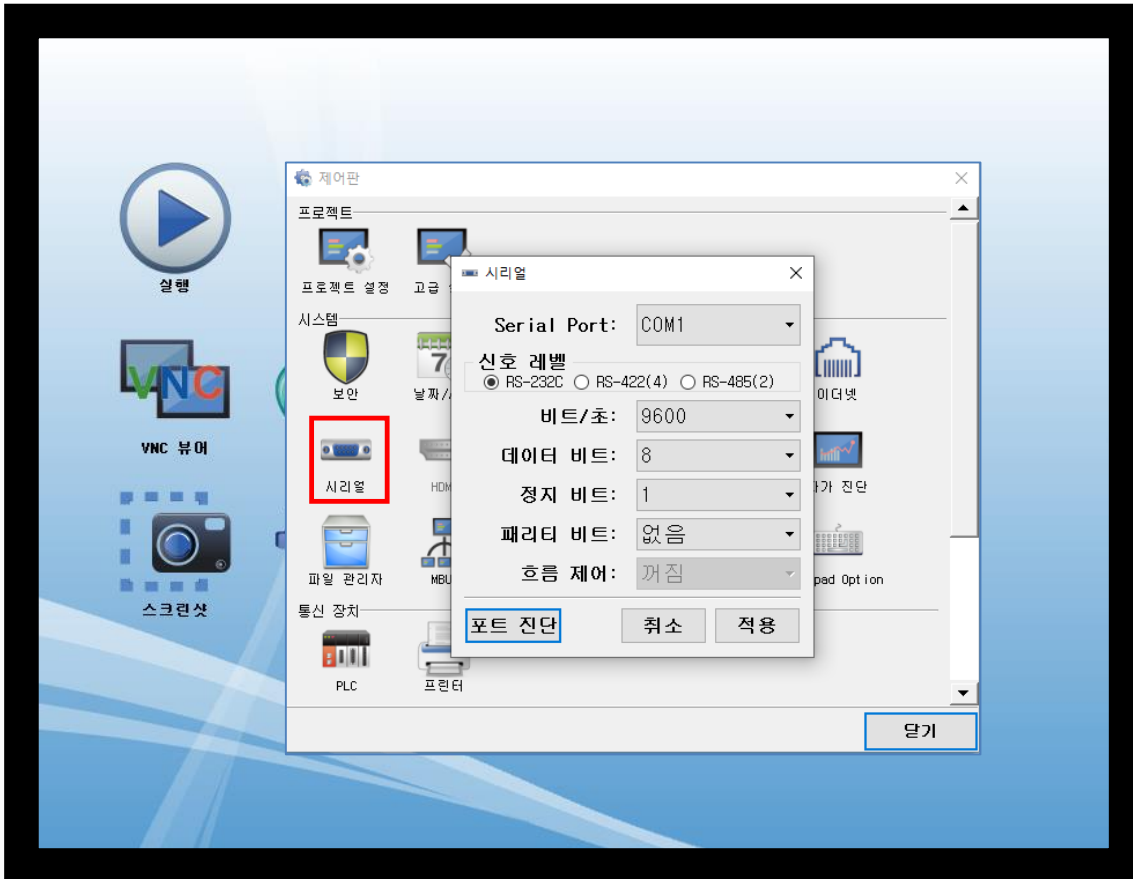 제어판
프로젝트
프로젝트 설정
고급
시스템
보안
날짜/
이더넷
시리얼
HDM
가 진단
파일 관리자
MBU
pad Option
통신 장치
PLC
프린터
닫기
시리얼
Serial Port: COM1
신호 레벨
RS-232C RS-422(4) RS-485(2)
비트/초: 9600
데이터 비트: 8
정지 비트: 1
패리티 비트: 없음
흐름 제어: 꺼짐
포트 진단 취소 적용
실행
VNC
VNC 뷰어
스크린샷
7